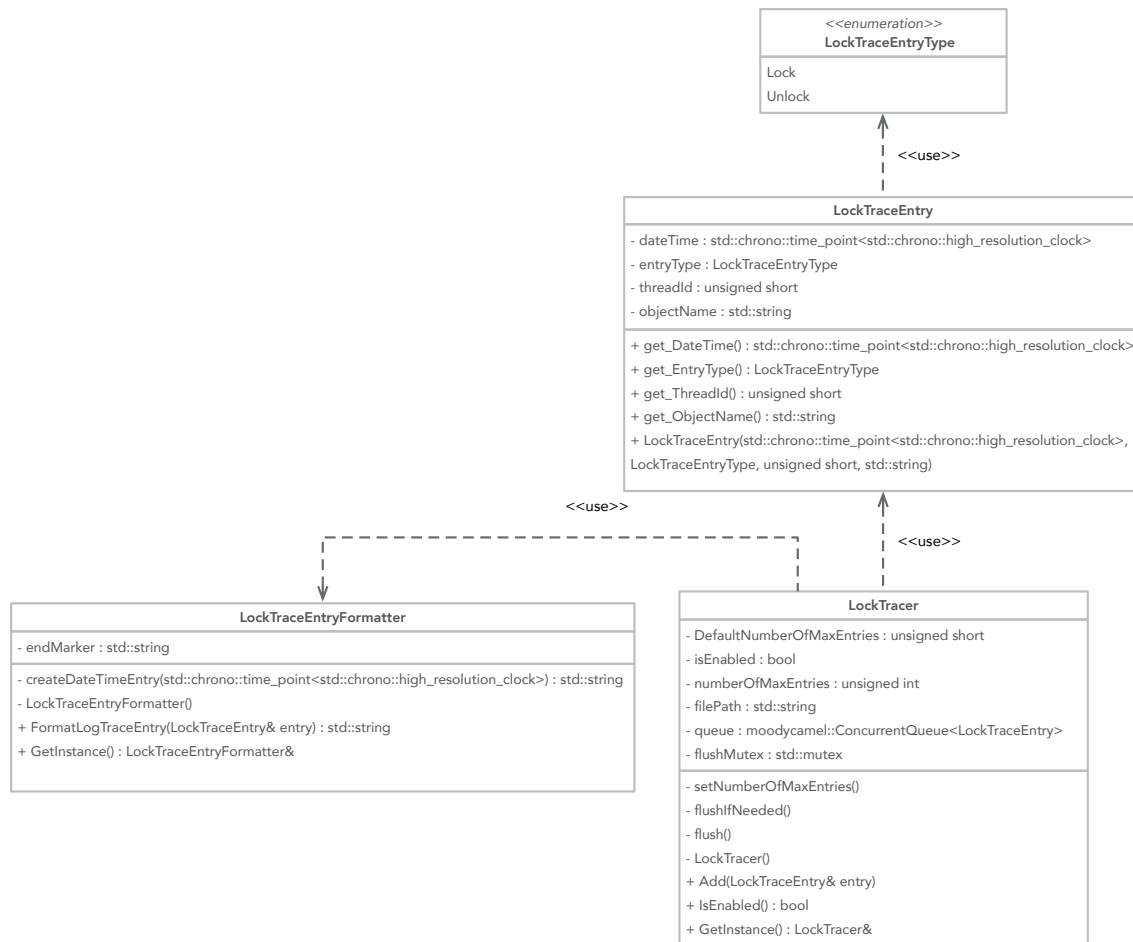 <<enumeration>>
LockTraceEntryType
Lock
Unlock
<<use>>
LockTraceEntry
- dateTime : std::chrono::time_point<std::chrono::high_resolution_clock>
- entryType : LockTraceEntryType
- threadId : unsigned short
- objectName : std::string
+ get_DateTime() : std::chrono::time_point<std::chrono::high_resolution_clock>
+ get_EntryType() : LockTraceEntryType
+ get_ThreadId() : unsigned short
+ get_ObjectName() : std::string
+ LockTraceEntry(std::chrono::time_point<std::chrono::high_resolution_clock>,
LockTraceEntryType, unsigned short, std::string)
<<use>>
<<use>>
LockTraceEntryFormatter
- endMarker : std::string
- createDateTimeEntry(std::chrono::time_point<std::chrono::high_resolution_clock>) : std::string
- LockTraceEntryFormatter()
+ FormatLogTraceEntry(LockTraceEntry& entry) : std::string
+ GetInstance() : LockTraceEntryFormatter&
LockTracer
- DefaultNumberOfMaxEntries : unsigned short
- isEnabled : bool
- numberOfMaxEntries : unsigned int
- filePath : std::string
- queue : moodycamel::ConcurrentQueue<LockTraceEntry>
- flushMutex : std::mutex
- setNumberOfMaxEntries()
- flushIfNeeded()
- flush()
- LockTracer()
+ Add(LockTraceEntry& entry)
+ IsEnabled() : bool
+ GetInstance() : LockTracer&